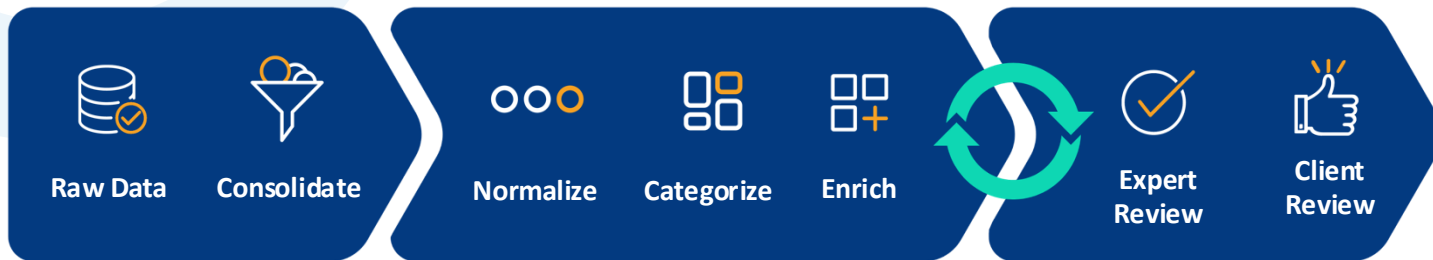 Raw Data
Consolidate
Normalize
Categorize
Enrich
Expert
Review
Client
Review